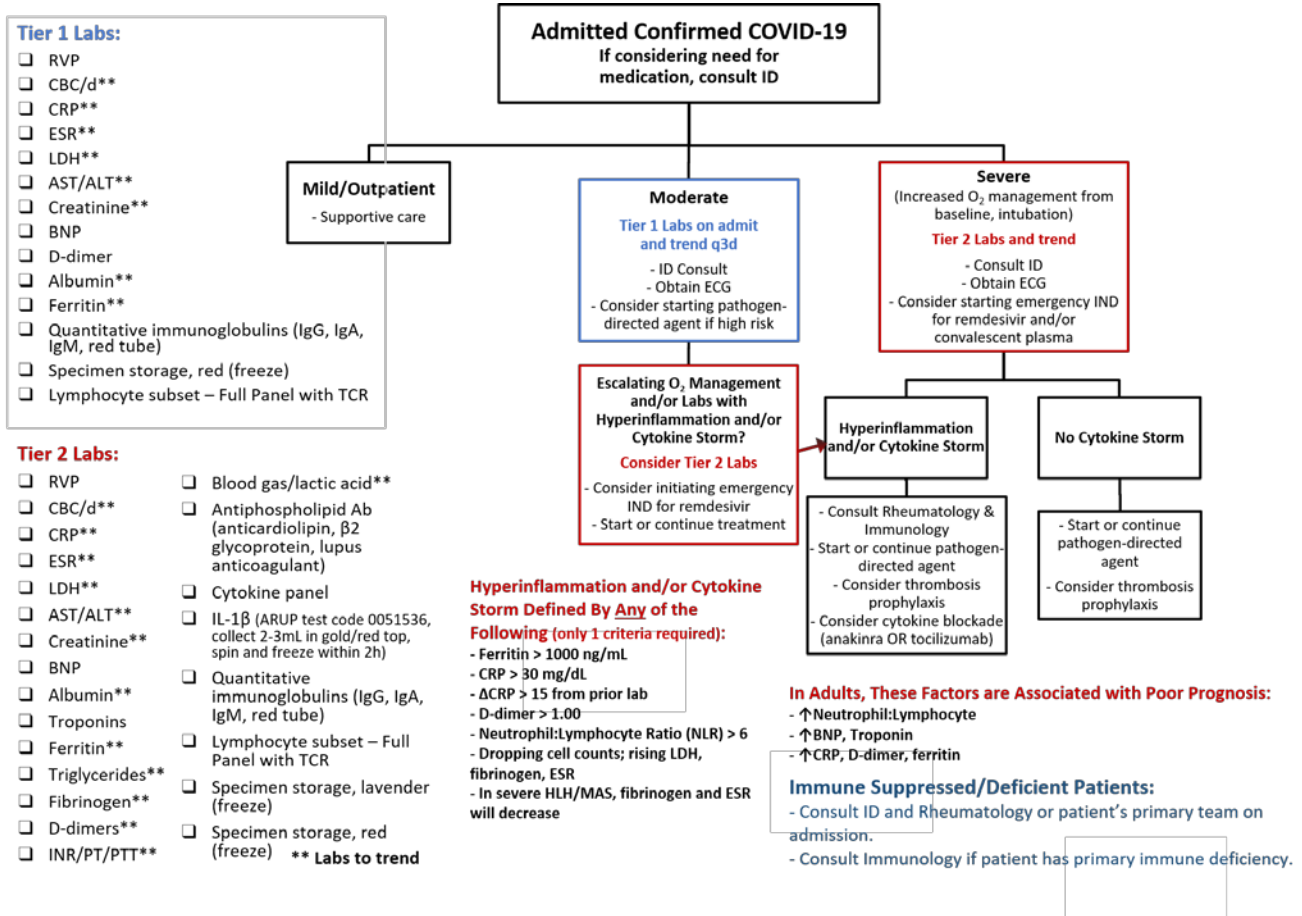 Tier 1 Labs:
❑ RVP
❑ CBC/d**
❑ CRP**
❑ ESR**
❑ LDH**
❑ AST/ALT**
❑ Creatinine**
❑ BNP
❑ D-dimer
❑ Albumin**
❑ Ferritin**
❑ Quantitative immunoglobulins (IgG, IgA,
IgM, red tube)
❑ Specimen storage, red (freeze)
❑ Lymphocyte subset – Full Panel with TCR
Admitted Confirmed COVID-19
If considering need for
medication, consult ID
Mild/Outpatient
- Supportive care
Moderate
Tier 1 Labs on admit
and trend q3d
- ID Consult
- Obtain ECG
- Consider starting pathogen-
directed agent if high risk
Severe
(Increased O₂ management from
baseline, intubation)
Tier 2 Labs and trend
- Consult ID
- Obtain ECG
- Consider starting emergency IND
for remdesivir and/or
convalescent plasma
Escalating O₂ Management
and/or Labs with
Hyperinflammation and/or
Cytokine Storm?
Consider Tier 2 Labs
- Consider initiating emergency
IND for remdesivir
- Start or continue treatment
Hyperinflammation
and/or Cytokine Storm
No Cytokine Storm
- Consult Rheumatology &
Immunology
- Start or continue pathogen-
directed agent
- Consider thrombosis
prophylaxis
- Consider cytokine blockade
(anakinra OR tocilizumab)
- Start or continue
pathogen-directed
agent
- Consider thrombosis
prophylaxis
Tier 2 Labs:
❑ RVP
❑ CBC/d**
❑ CRP**
❑ ESR**
❑ LDH**
❑ AST/ALT**
❑ Creatinine**
❑ BNP
❑ Albumin**
❑ Troponins
❑ Ferritin**
❑ Triglycerides**
❑ Fibrinogen**
❑ D-dimers**
❑ INR/PT/PTT**
❑ Blood gas/lactic acid**
❑ Antiphospholipid Ab
(anticardiolipin, β2
glycoprotein, lupus
anticoagulant)
❑ Cytokine panel
❑ IL-1β (ARUP test code 0051536,
collect 2-3mL in gold/red top,
spin and freeze within 2h)
❑ Quantitative
immunoglobulins (IgG, IgA,
IgM, red tube)
❑ Lymphocyte subset – Full
Panel with TCR
❑ Specimen storage, lavender
(freeze)
❑ Specimen storage, red
(freeze)
** Labs to trend
Hyperinflammation and/or Cytokine
Storm Defined By Any of the
Following (only 1 criteria required):
- Ferritin > 1000 ng/mL
- CRP > 30 mg/dL
- ΔCRP > 15 from prior lab
- D-dimer > 1.00
- Neutrophil:Lymphocyte Ratio (NLR) > 6
- Dropping cell counts; rising LDH,
fibrinogen, ESR
- In severe HLH/MAS, fibrinogen and ESR
will decrease
In Adults, These Factors are Associated with Poor Prognosis:
- ↑Neutrophil:Lymphocyte
- ↑BNP, Troponin
- ↑CRP, D-dimer, ferritin
Immune Suppressed/Deficient Patients:
- Consult ID and Rheumatology or patient's primary team on
admission.
- Consult Immunology if patient has primary immune deficiency.